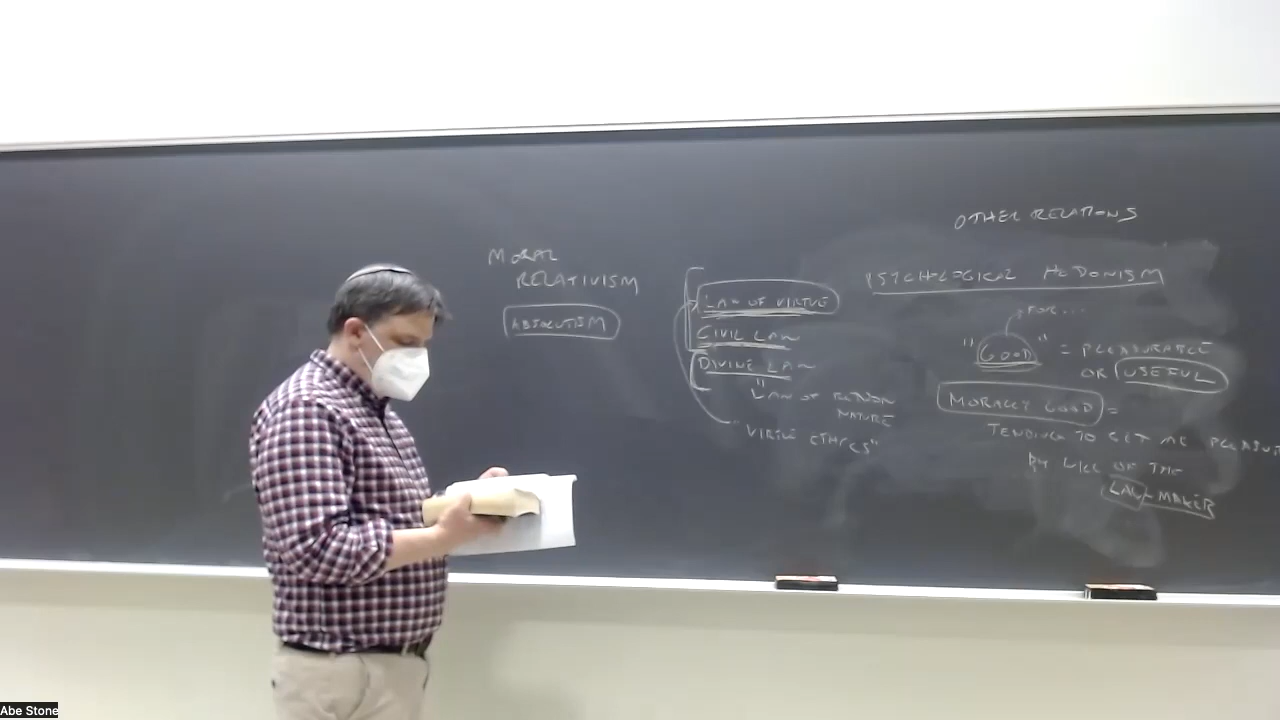 OTHER RELATIONS
MORAL
RELATIVISM
ABSOLUTISM
LAW OF VIRTUE
CIVIL LAW
DIVINE LAW
"
LAW OF
NATURE
"VIRTUE ETHICS"
PSYCHOLOGICAL HEDONISM
FOR...
"GOOD" = PLEASURABLE
OR USEFUL
MORALLY GOOD =
TENDING TO GET ME PLEASURE
BY WILL OF THE
LAW-MAKER
Abe Stone